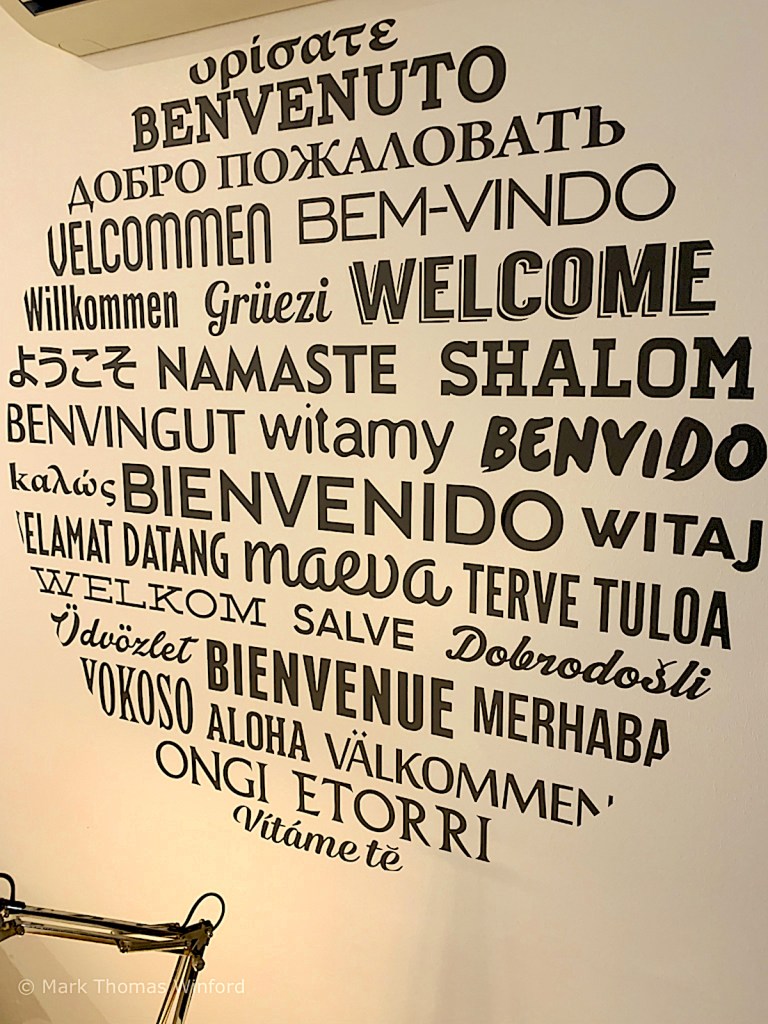 ορίσατε
BENVENUTO
ДОБРО ПОЖАЛОВАТЬ
VELCOMMEN BEM-VINDO
Willkommen Grüezi WELCOME
ようこそ NAMASTE SHALOM
BENVINGUT witamy BENVIDO
καλώς BIENVENIDO WITAJ
SELAMAT DATANG maeva TERVE TULOA
WELKOM SALVE Dobrodošli
Üdvözlet BIENVENUE MERHABA
YOKOSO ALOHA VÄLKOMMEN
ONGI ETORRI
Vítáme tě
© Mark Thomas Winford